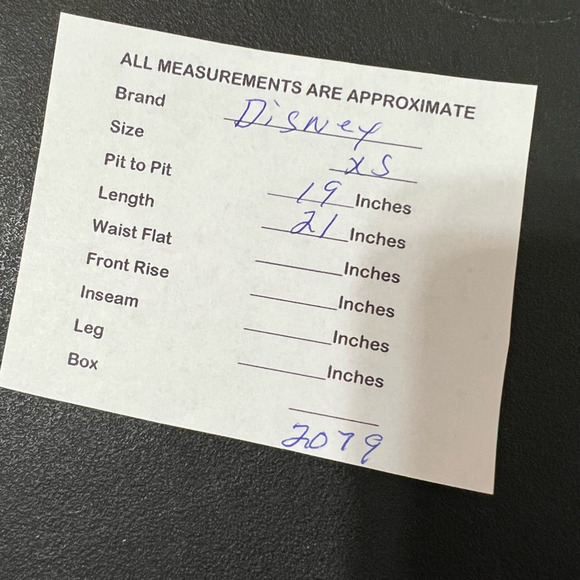 ALL MEASUREMENTS ARE APPROXIMATE
Brand Disney
Size XS
Pit to Pit 19 Inches
Length 21 Inches
Waist Flat Inches
Front Rise Inches
Inseam Inches
Leg Inches
Box
2079